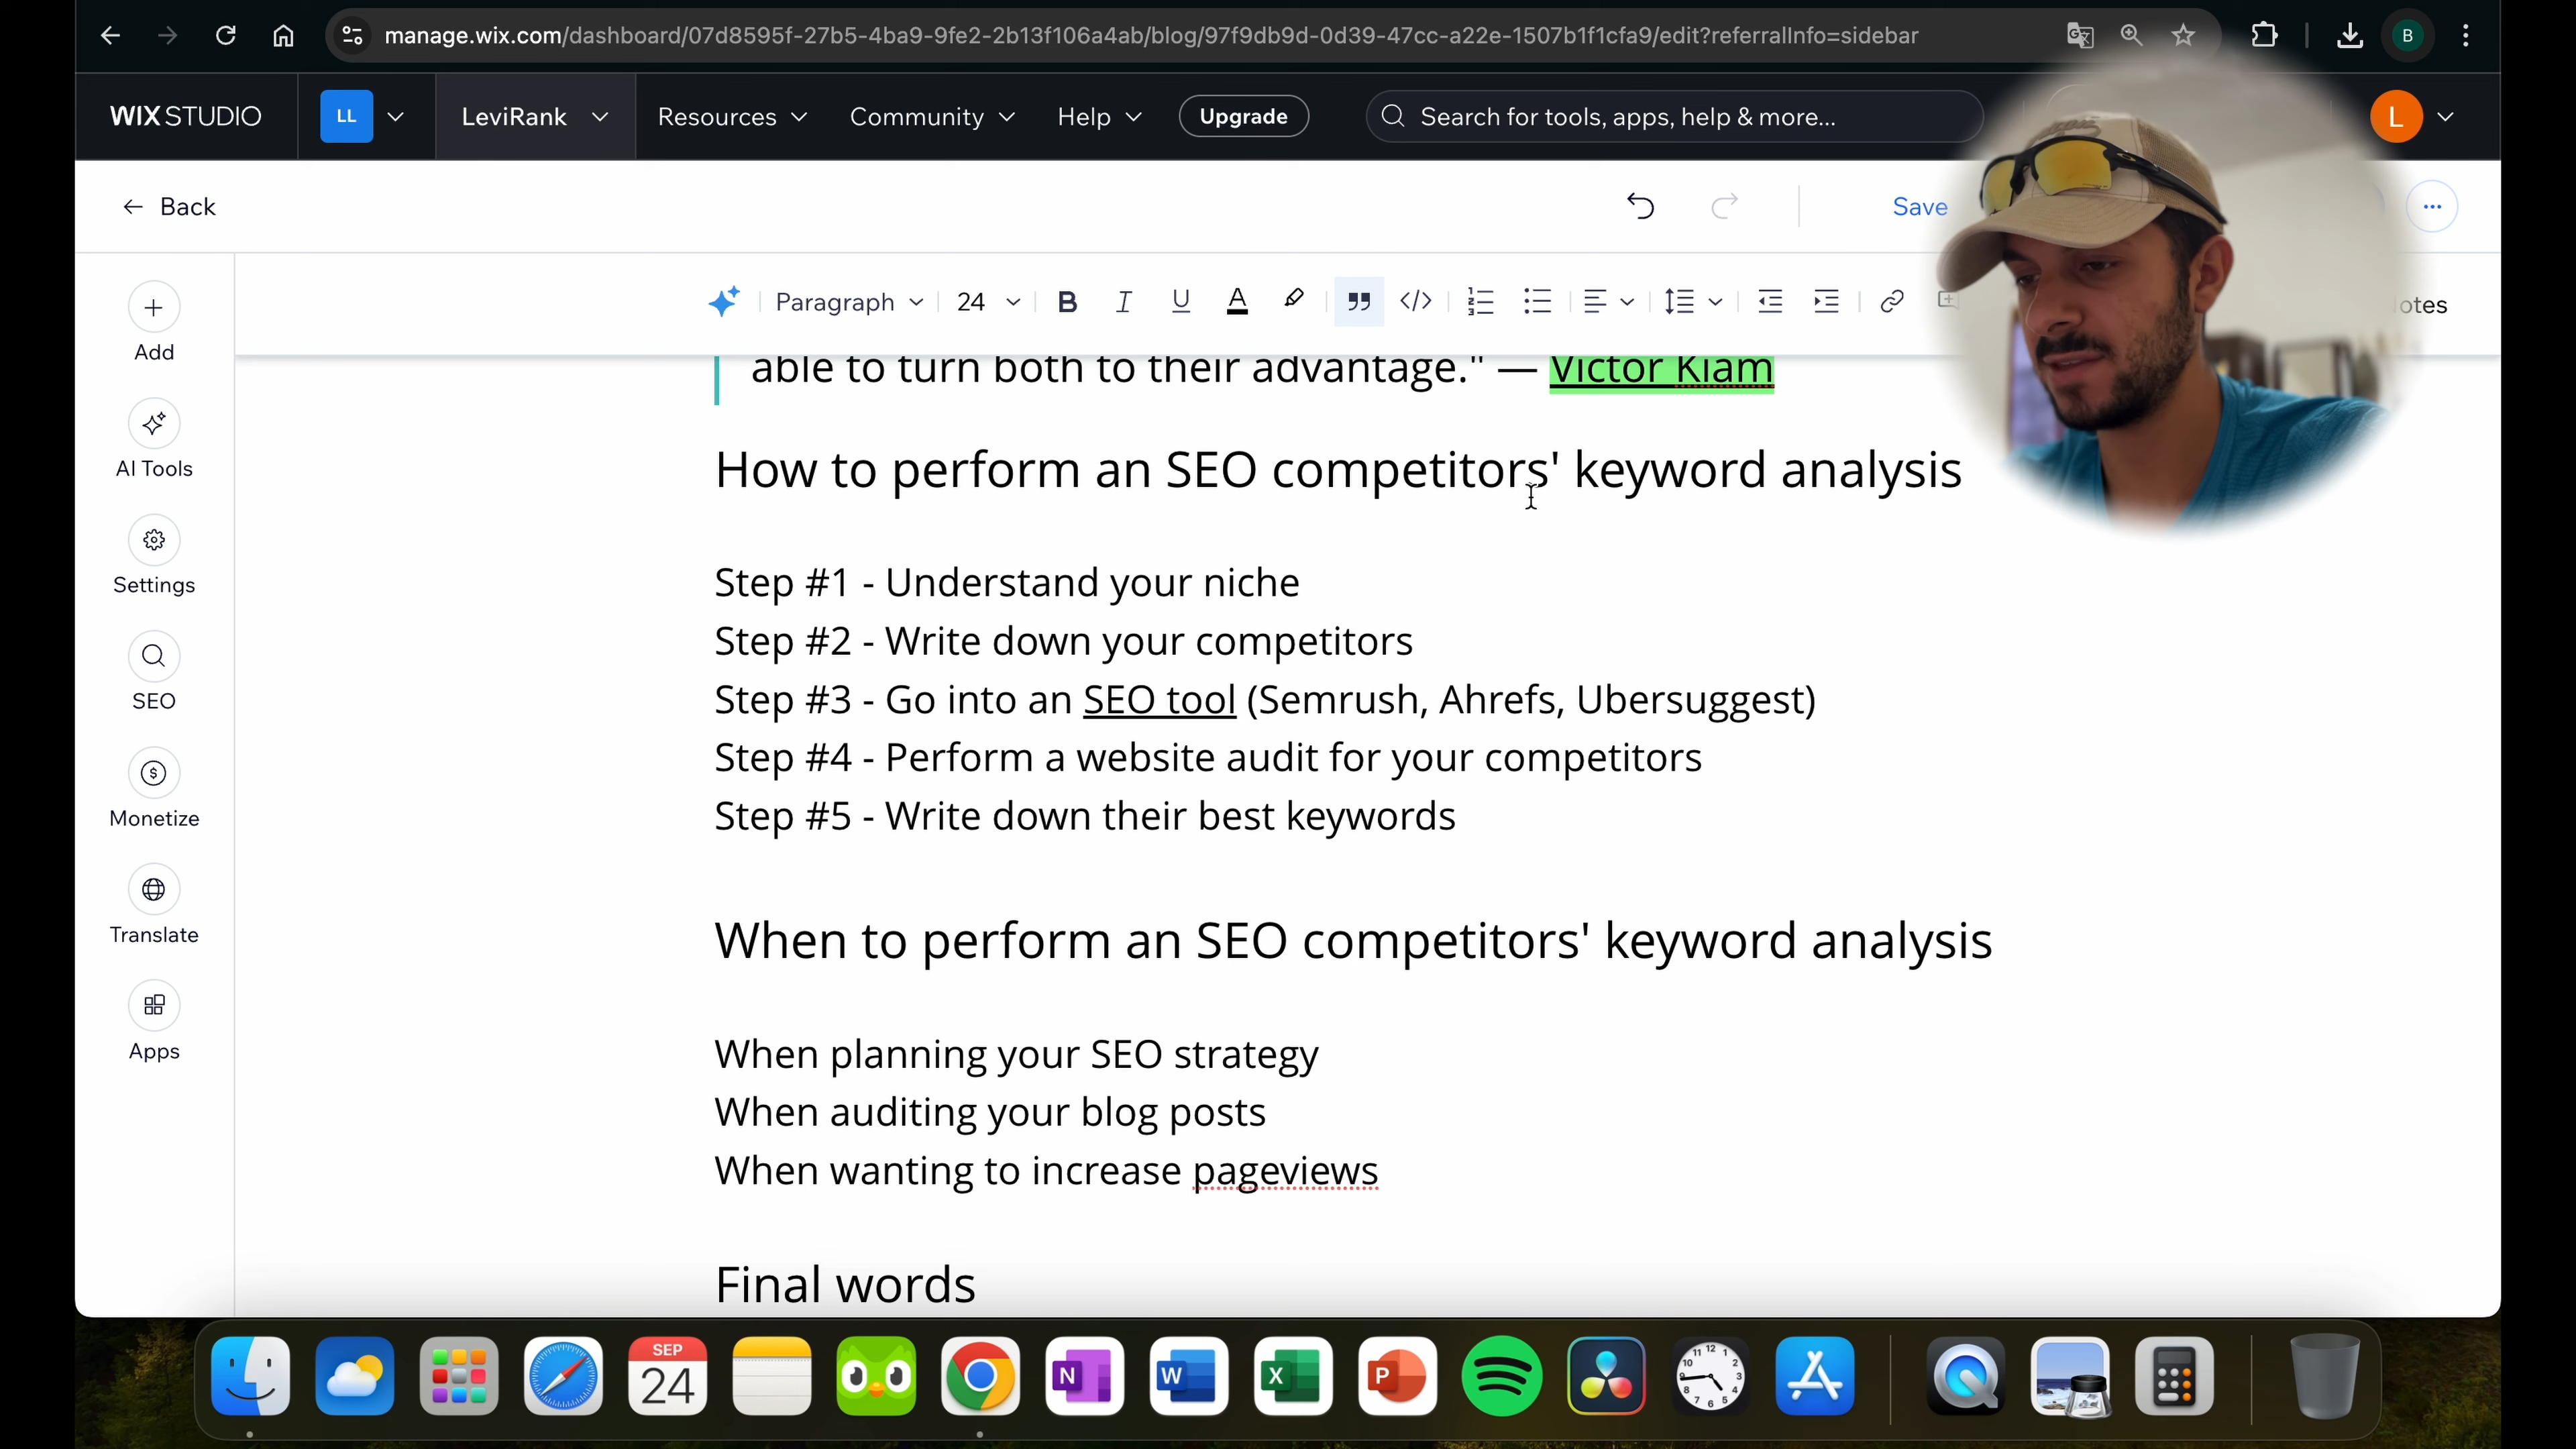 manage.wix.com/dashboard/07d8595f-27b5-4ba9-9fe2-2b13f106a4ab/blog/97f9db9d-0d39-47cc-a22e-1507b1f1cfa9/edit?referralInfo=sidebar
B
WIX STUDIO
LL
LeviRank
Resources
Community
Help
Upgrade
Search for tools, apps, help & more...
L
Back
Save
Paragraph
24
B I U A
otes
Add
AI Tools
Settings
SEO
Monetize
Translate
Apps
able to turn both to their advantage." — Victor Kiam
How to perform an SEO competitors' keyword analysis
Step #1 - Understand your niche
Step #2 - Write down your competitors
Step #3 - Go into an SEO tool (Semrush, Ahrefs, Ubersuggest)
Step #4 - Perform a website audit for your competitors
Step #5 - Write down their best keywords
When to perform an SEO competitors' keyword analysis
When planning your SEO strategy
When auditing your blog posts
When wanting to increase pageviews
Final words
SEP
24
N
W
X
P